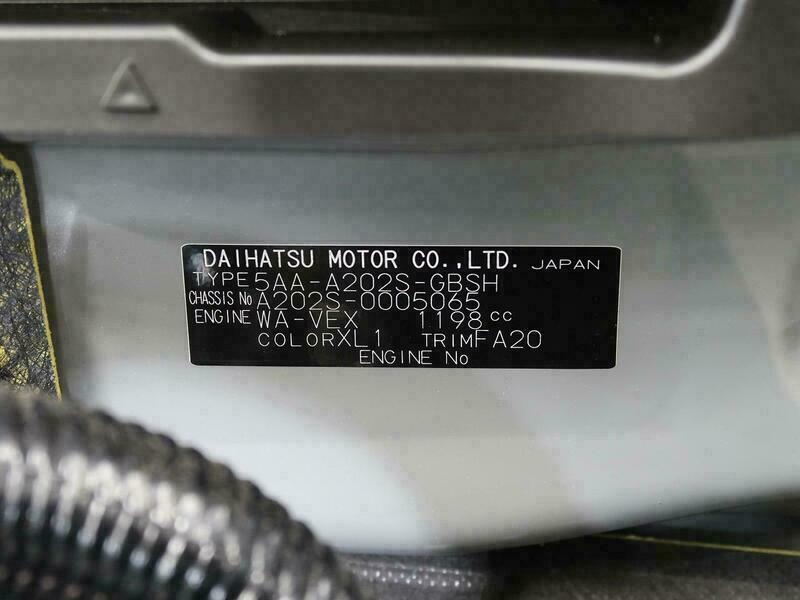 DAIHATSU MOTOR CO.,LTD. JAPAN
TYPE 5AA-A202S-GBSH
CHASSIS No A202S-0005065
ENGINE WA-VEX 1198 cc
COLOR XL1 TRIM FA20
ENGINE No